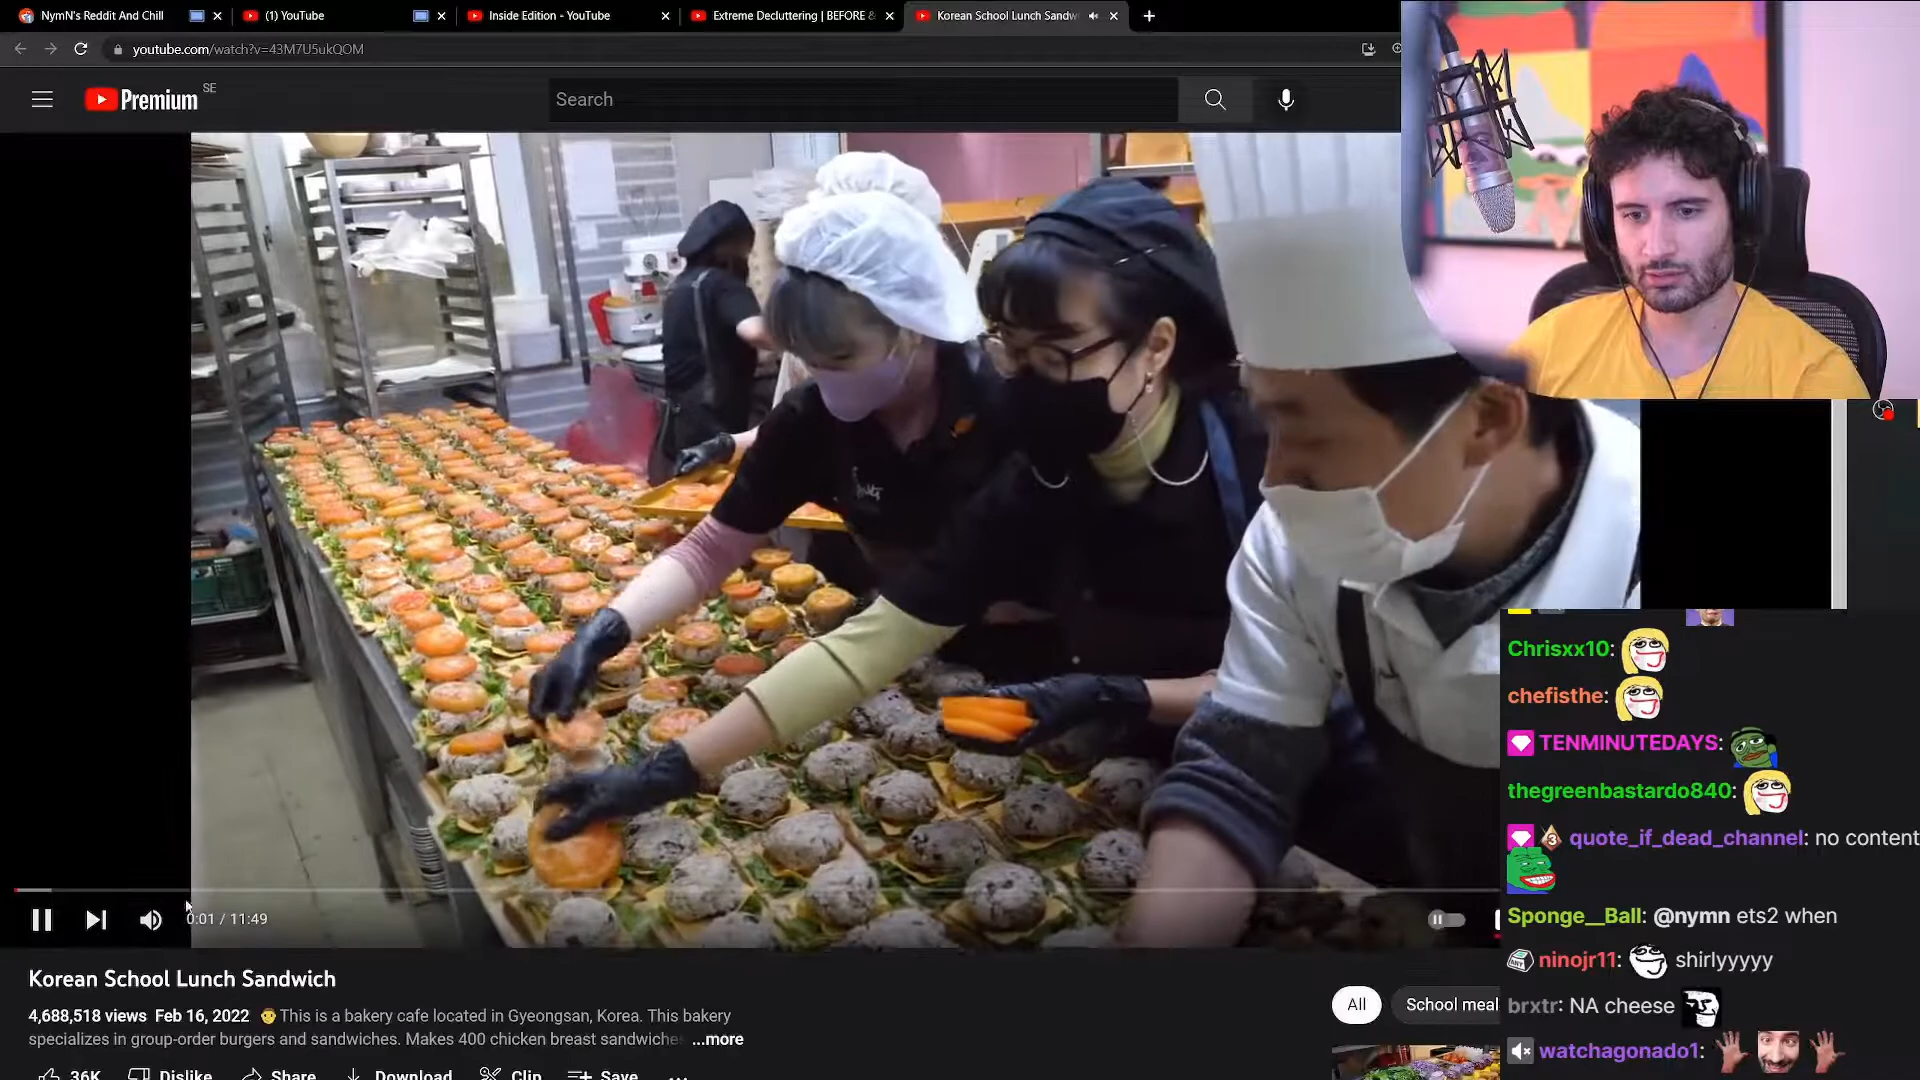 NymN's Reddit And Chill
(1) YouTube
Inside Edition - YouTube
Extreme Decluttering | BEFORE &
Korean School Lunch Sandw
youtube.com/watch?v=43M7U5ukQOM
Premium SE
Search
0:01 / 11:49
Korean School Lunch Sandwich
4,688,518 views Feb 16, 2022 This is a bakery cafe located in Gyeongsan, Korea. This bakery
specializes in group-order burgers and sandwiches. Makes 400 chicken breast sandwiche ...more
36K Dislike Share Download Clip Save ...
All School meal
Chrisxx10:
chefisthe:
TENMINUTEDAYS:
thegreenbastardo840:
3 quote_if_dead_channel: no content
Sponge__Ball: @nymn ets2 when
ninojr11: shirlyyyyy
brxtr: NA cheese
watchagonado1: